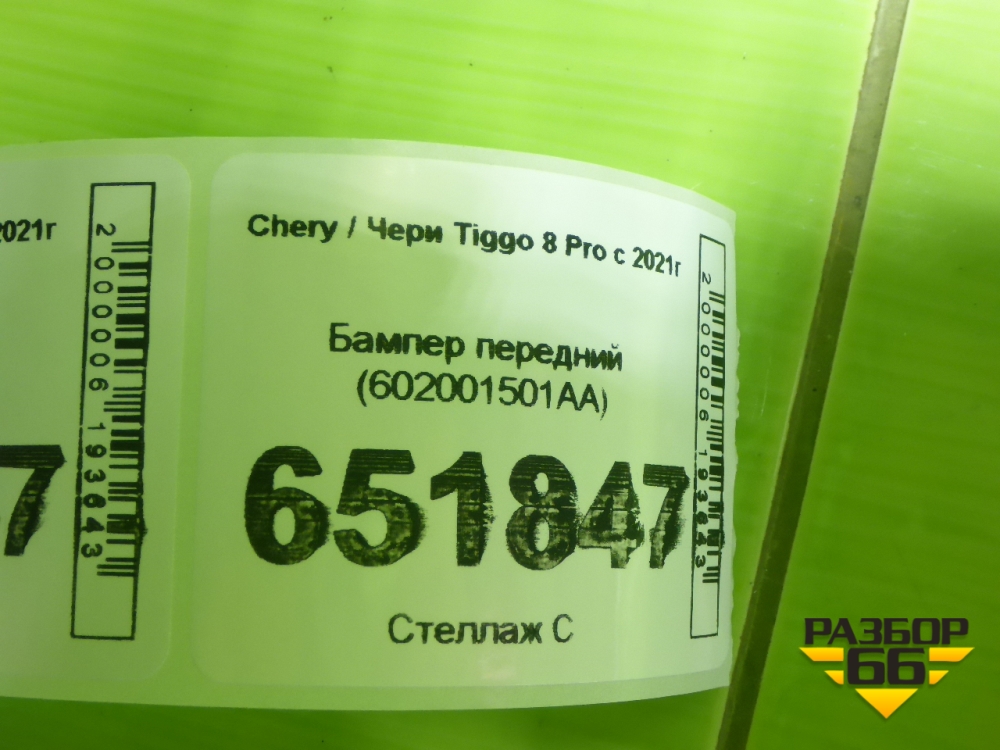 2021г
2000006193643
7
Chery / Чери Tiggo 8 Pro с 2021г
Бампер передний
(602001501AA)
651847
Стеллаж С
2000006193643
РАЗБОР
66